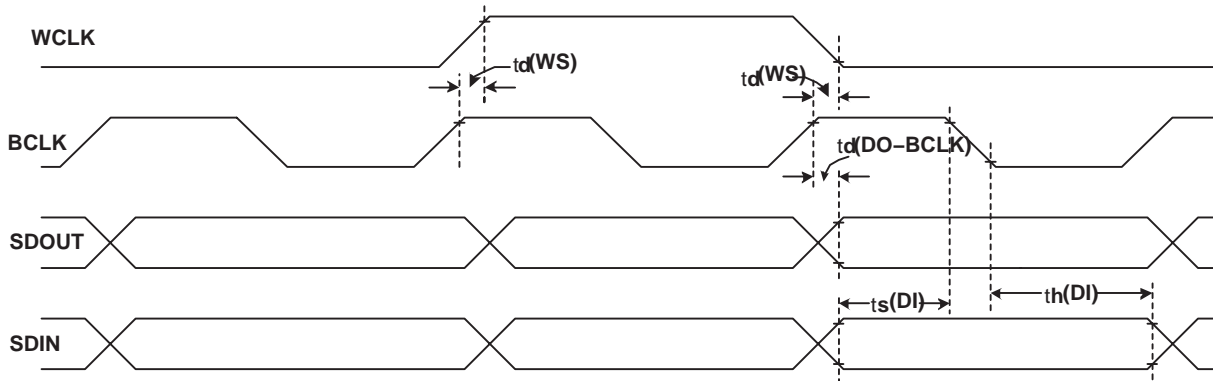 WCLK
td(WS)
td(WS)
BCLK
td(DO–BCLK)
SDOUT
ts(DI)
th(DI)
SDIN